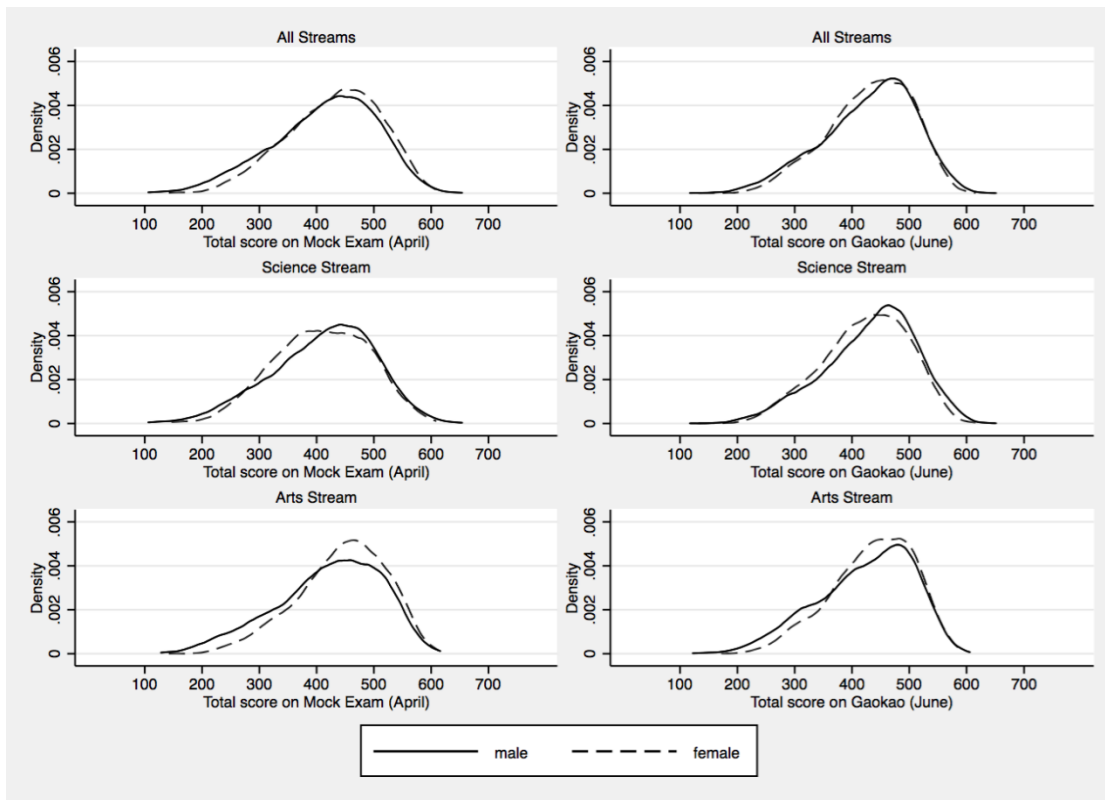 All Streams
Density
0 .002 .004 .006
100 200 300 400 500 600 700
Total score on Mock Exam (April)
All Streams
Density
0 .002 .004 .006
100 200 300 400 500 600 700
Total score on Gaokao (June)
Science Stream
Density
0 .002 .004 .006
100 200 300 400 500 600 700
Total score on Mock Exam (April)
Science Stream
Density
0 .002 .004 .006
100 200 300 400 500 600 700
Total score on Gaokao (June)
Arts Stream
Density
0 .002 .004 .006
100 200 300 400 500 600 700
Total score on Mock Exam (April)
Arts Stream
Density
0 .002 .004 .006
100 200 300 400 500 600 700
Total score on Gaokao (June)
male female